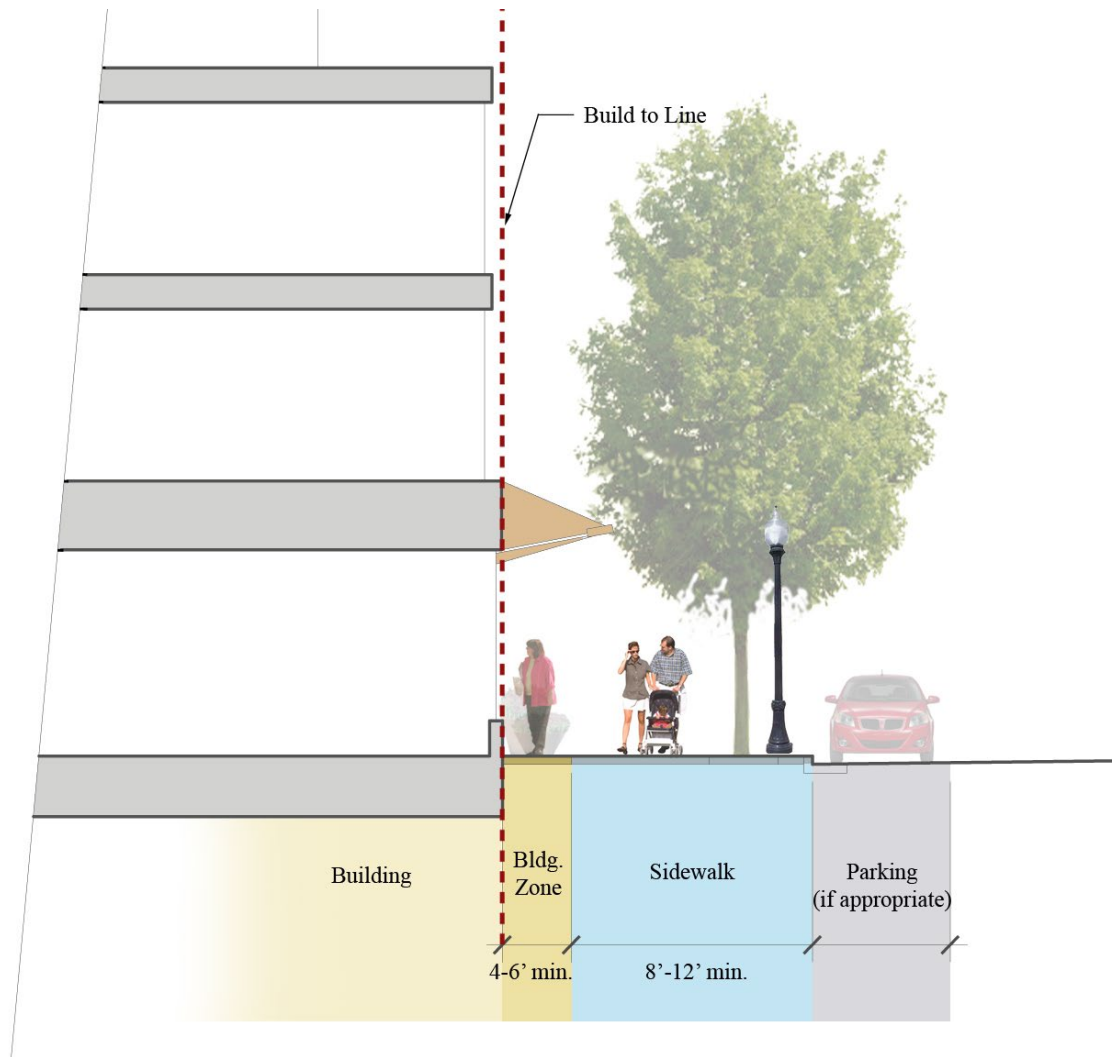 Build to Line
Building
Bldg.
Zone
Sidewalk
Parking
(if appropriate)
4-6’ min.
8’-12’ min.